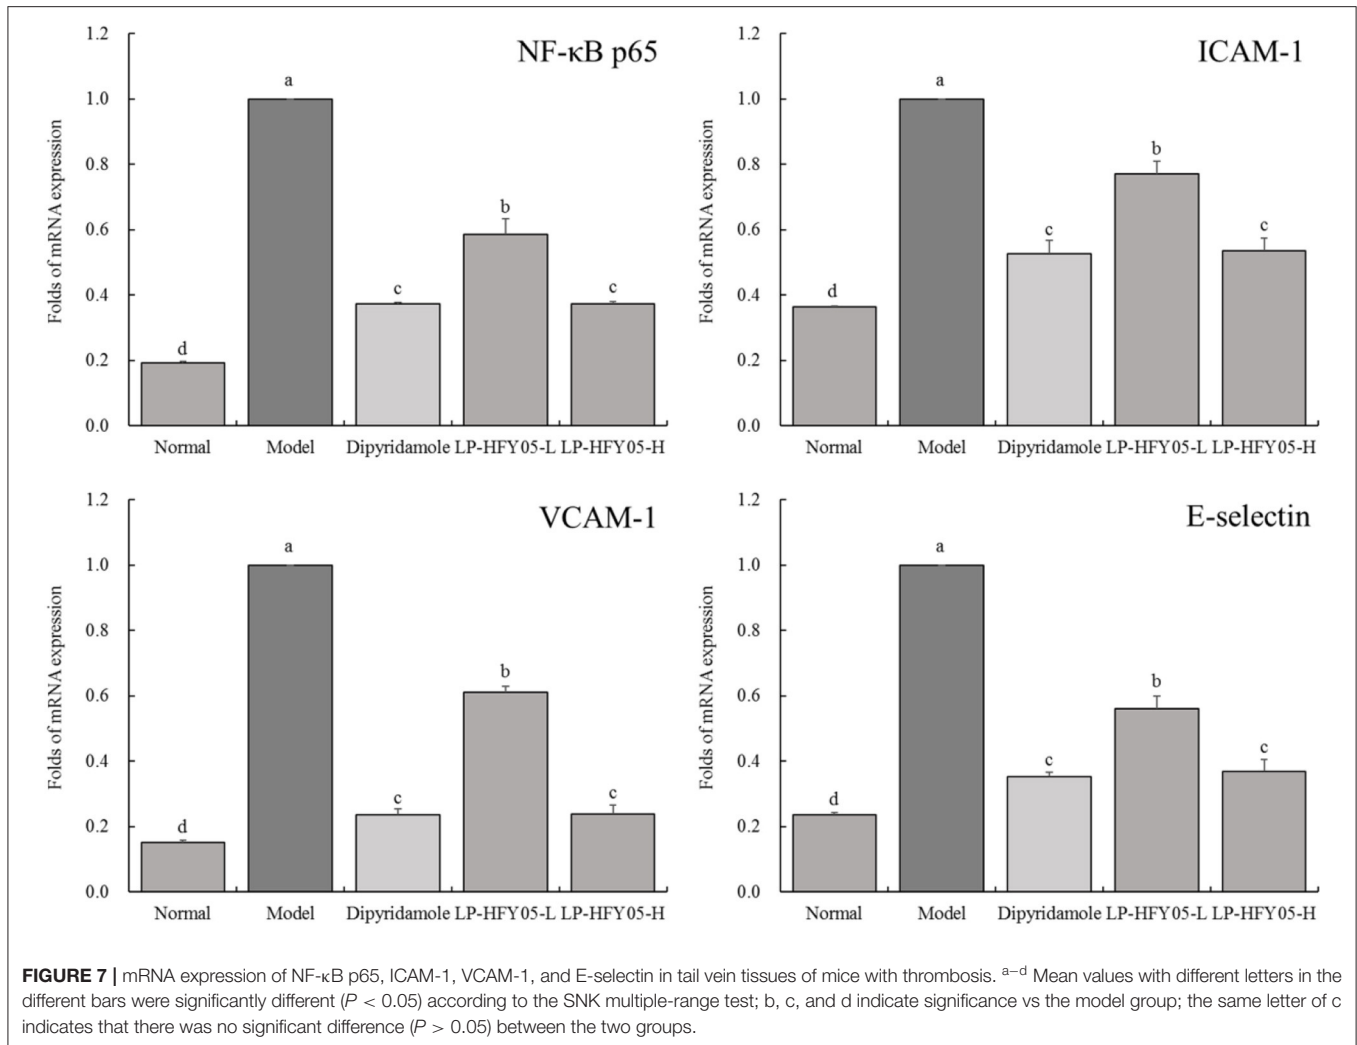 NF-κB p65
Folds of mRNA expression
1.2
1.0
0.8
0.6
0.4
0.2
0.0
a
b
c
c
d
Normal Model Dipyridamole LP-HFY05-L LP-HFY05-H
ICAM-1
Folds of mRNA expression
1.2
1.0
0.8
0.6
0.4
0.2
0.0
a
b
c
c
d
Normal Model Dipyridamole LP-HFY05-L LP-HFY05-H
VCAM-1
Folds of mRNA expression
1.2
1.0
0.8
0.6
0.4
0.2
0.0
a
b
c
c
d
Normal Model Dipyridamole LP-HFY05-L LP-HFY05-H
E-selectin
Folds of mRNA expression
1.2
1.0
0.8
0.6
0.4
0.2
0.0
a
b
c
c
d
Normal Model Dipyridamole LP-HFY05-L LP-HFY05-H
FIGURE 7 | mRNA expression of NF-κB p65, ICAM-1, VCAM-1, and E-selectin in tail vein tissues of mice with thrombosis. a–d Mean values with different letters in the
different bars were significantly different (P < 0.05) according to the SNK multiple-range test; b, c, and d indicate significance vs the model group; the same letter of c
indicates that there was no significant difference (P > 0.05) between the two groups.